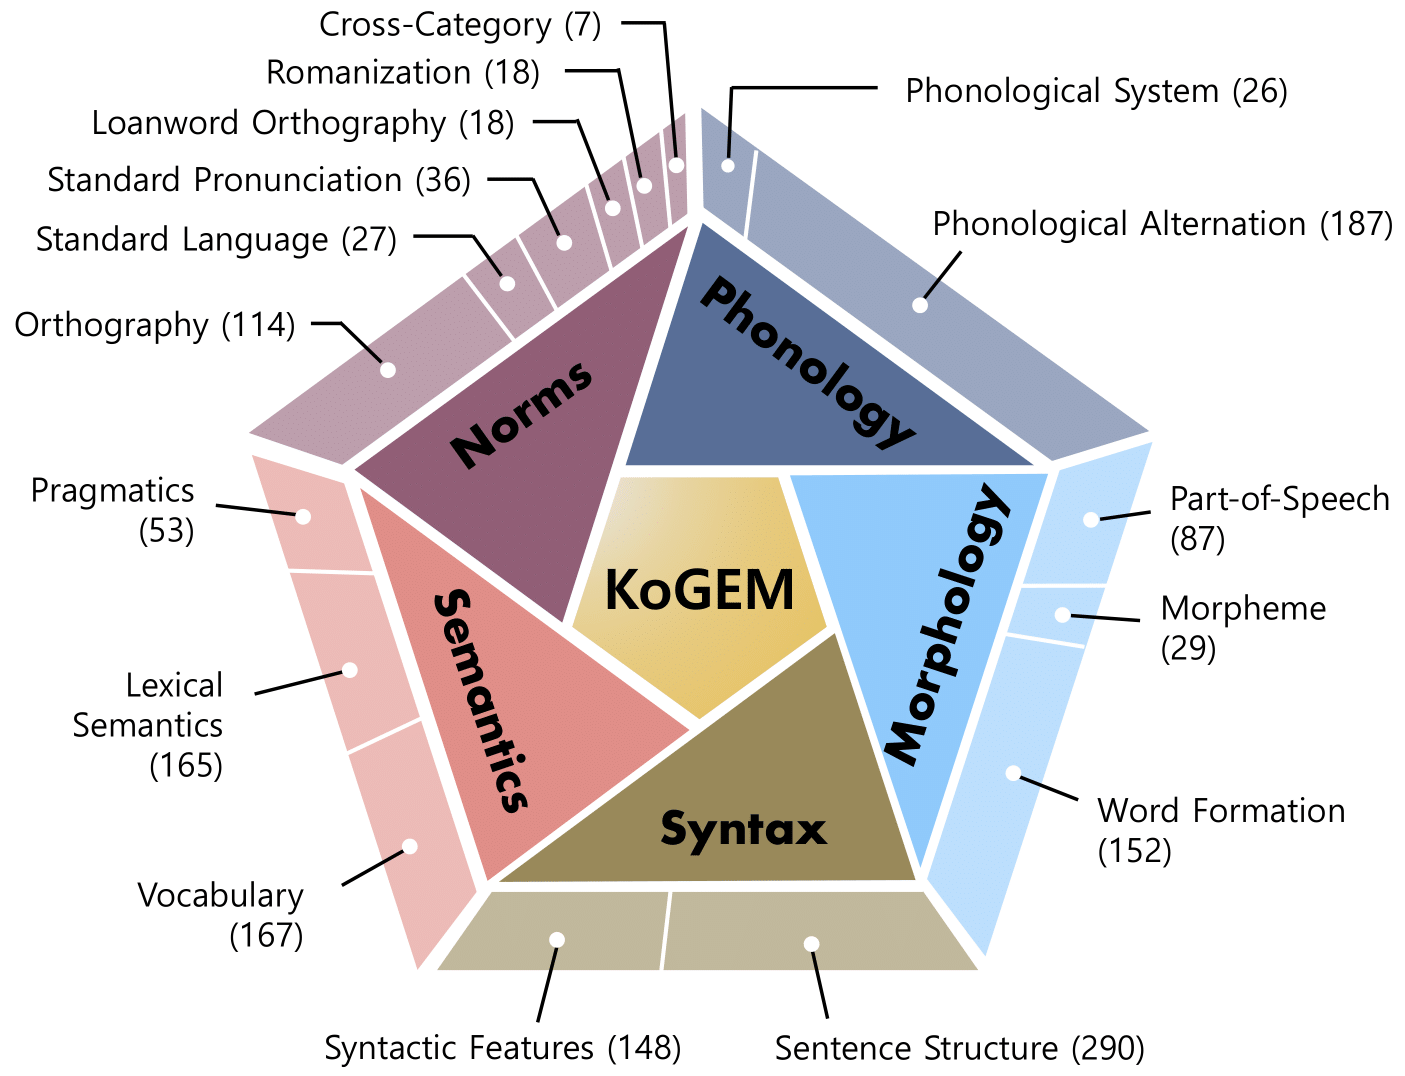 Cross-Category (7)
Romanization (18)
Loanword Orthography (18)
Standard Pronunciation (36)
Standard Language (27)
Orthography (114)
Phonological System (26)
Phonological Alternation (187)
Norms
Phonology
Pragmatics
(53)
Part-of-Speech
(87)
Morpheme
(29)
KoGEM
Morphology
Semantics
Lexical
Semantics
(165)
Word Formation
(152)
Syntax
Vocabulary
(167)
Syntactic Features (148)
Sentence Structure (290)